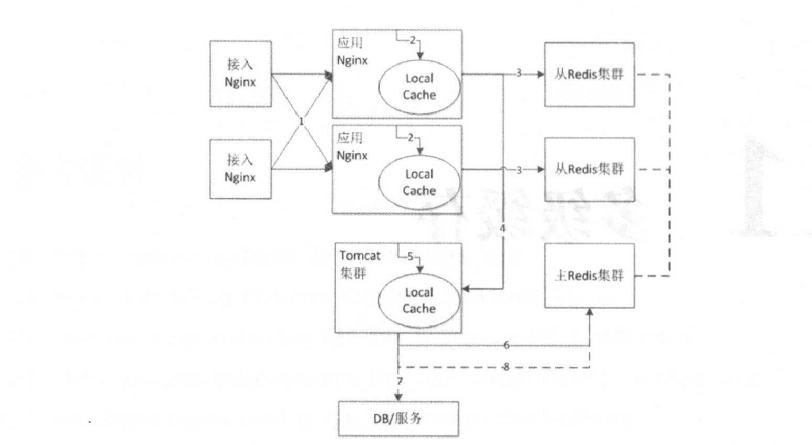 接入
Nginx
应用
Nginx
2
Local
Cache
3
从Redis集群
1
接入
Nginx
应用
Nginx
2
Local
Cache
3
从Redis集群
4
Tomcat
集群
5
Local
Cache
主Redis集群
6
8
7
DB/服务